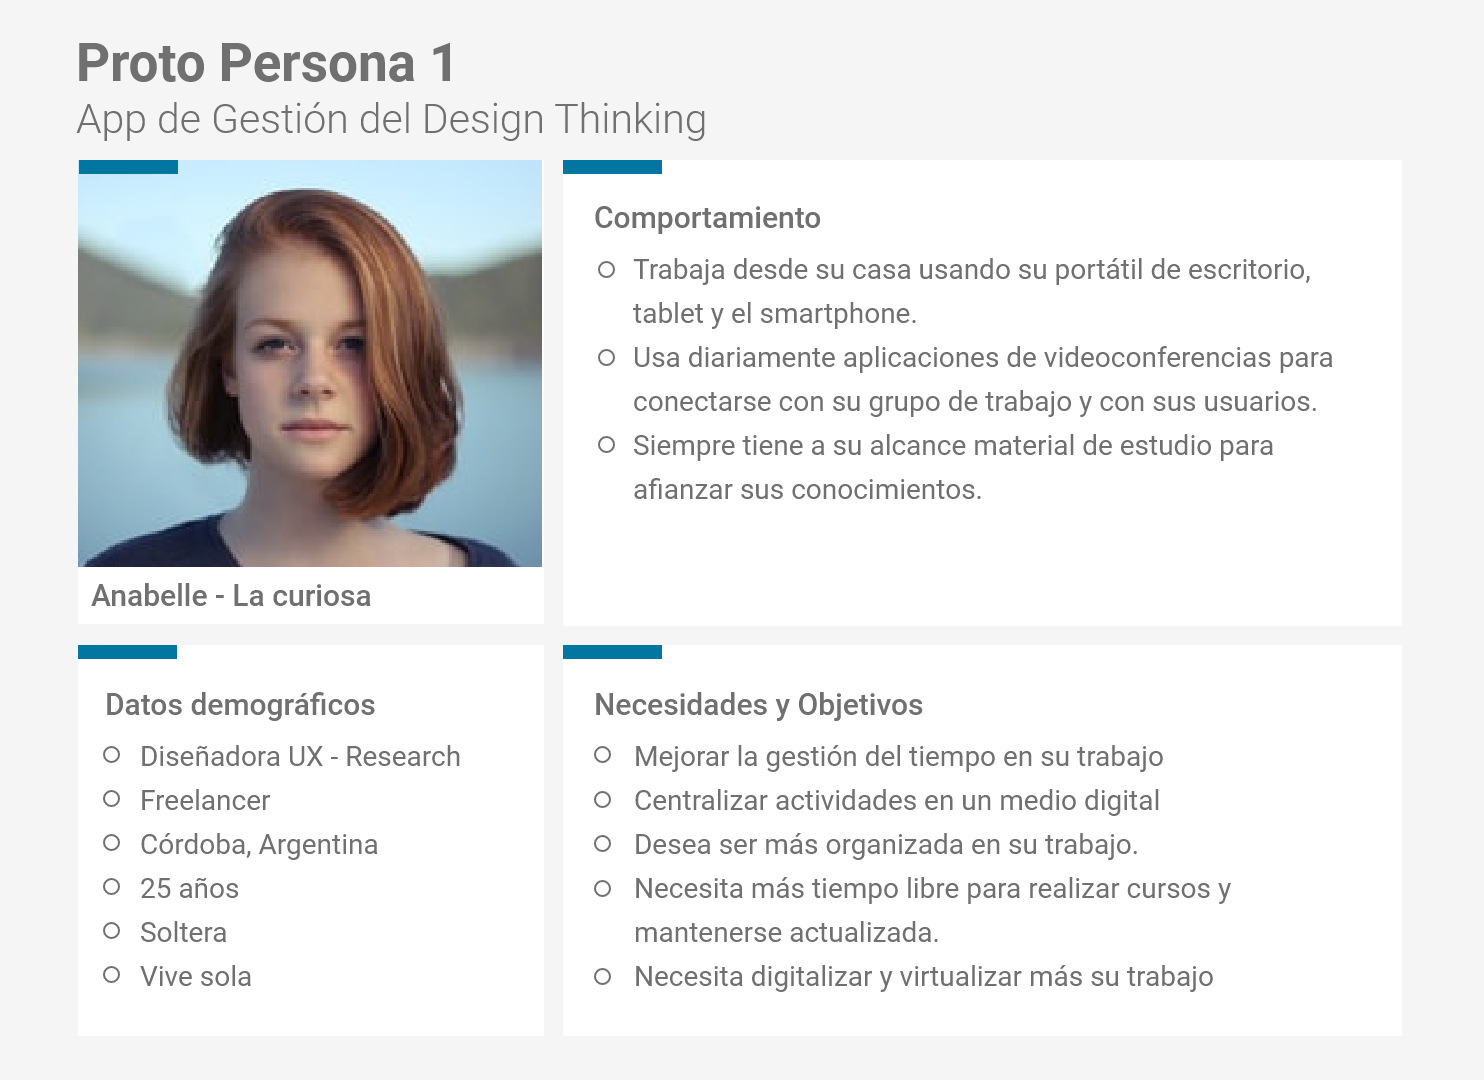 Proto Persona 1
App de Gestión del Design Thinking
Anabelle - La curiosa
Comportamiento
Trabaja desde su casa usando su portátil de escritorio,
tablet y el smartphone.
Usa diariamente aplicaciones de videoconferencias para
conectarse con su grupo de trabajo y con sus usuarios.
Siempre tiene a su alcance material de estudio para
afianzar sus conocimientos.
Datos demográficos
Diseñadora UX - Research
Freelancer
Córdoba, Argentina
25 años
Soltera
Vive sola
Necesidades y Objetivos
Mejorar la gestión del tiempo en su trabajo
Centralizar actividades en un medio digital
Desea ser más organizada en su trabajo.
Necesita más tiempo libre para realizar cursos y
mantenerse actualizada.
Necesita digitalizar y virtualizar más su trabajo